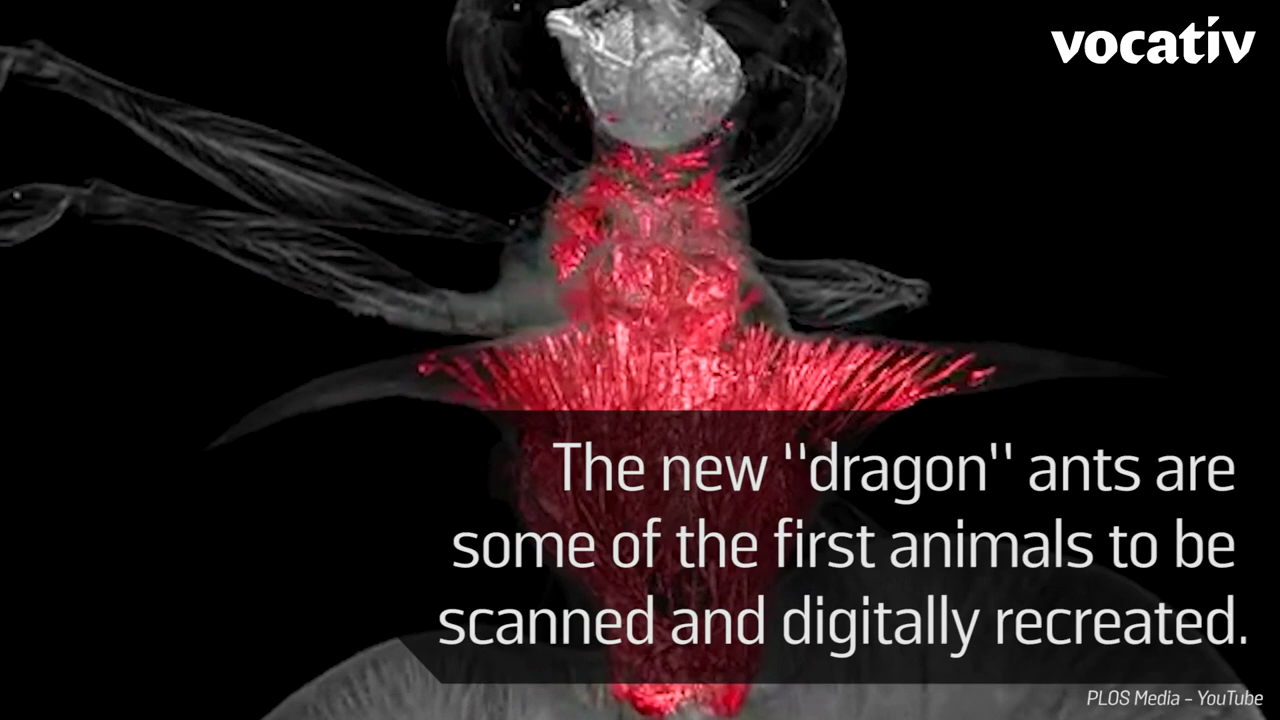 vocativ
The new "dragon" ants are
some of the first animals to be
scanned and digitally recreated.
PLOS Media - YouTube